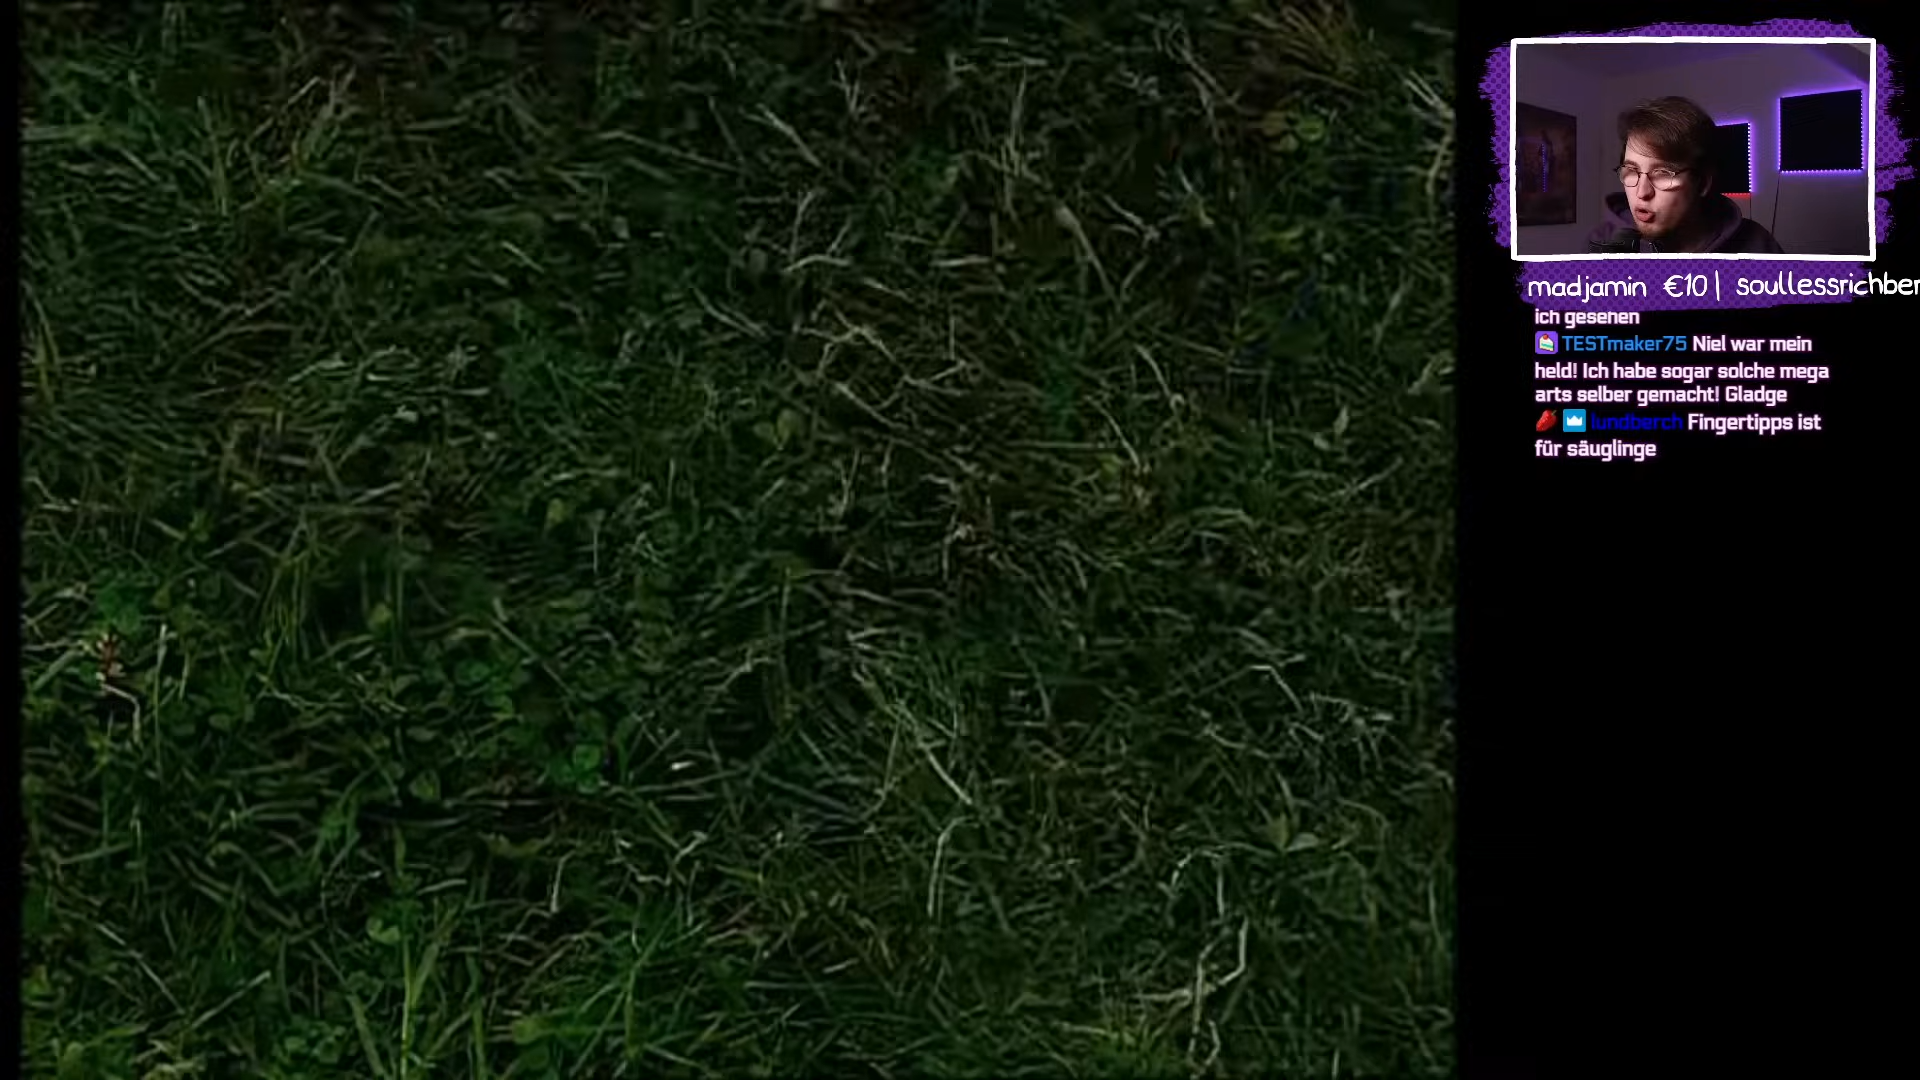 madjamin €10 | soullessrichber
ich gesehen
TESTmaker75 Niel war mein
held! Ich habe sogar solche mega
arts selber gemacht! Gladge
lundberch Fingertipps ist
für säuglinge